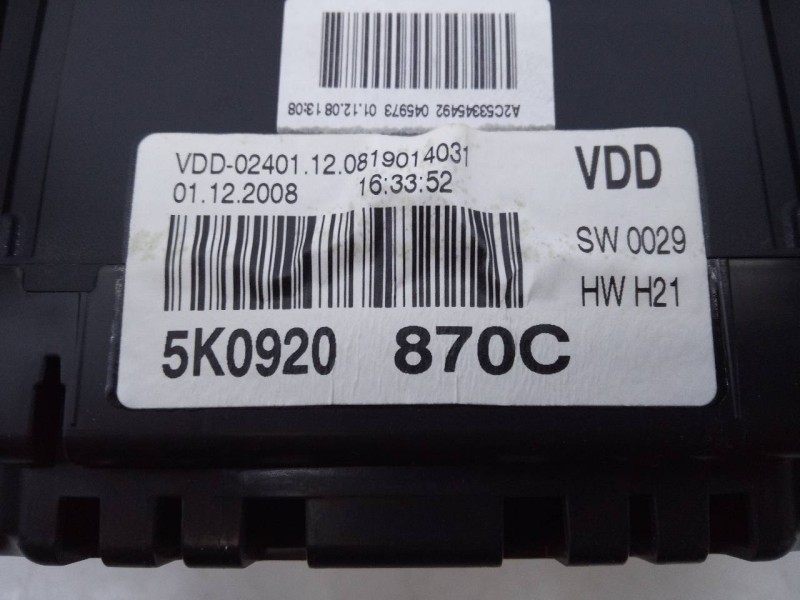 A2C53345492 045973 01.12.08 13:08
VDD-02401.12.0819014031
01.12.2008 16:33:52
VDD
SW 0029
HW H21
5K0920 870C